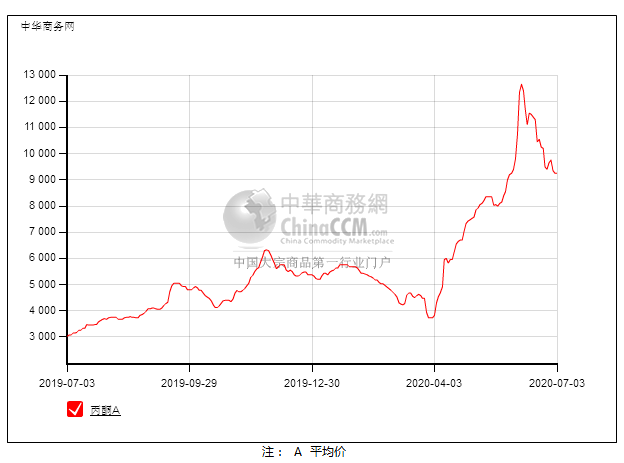 中华商务网
13 000
12 000
11 000
10 000
9 000
8 000
7 000
6 000
5 000
4 000
3 000
中華商務網
ChinaCCM.com
China Commodity Marketplace
中国大宗商品第一行业门户
2019-07-03 2019-09-29 2019-12-30 2020-04-03 2020-07-03
丙酮A
注： A 平均价